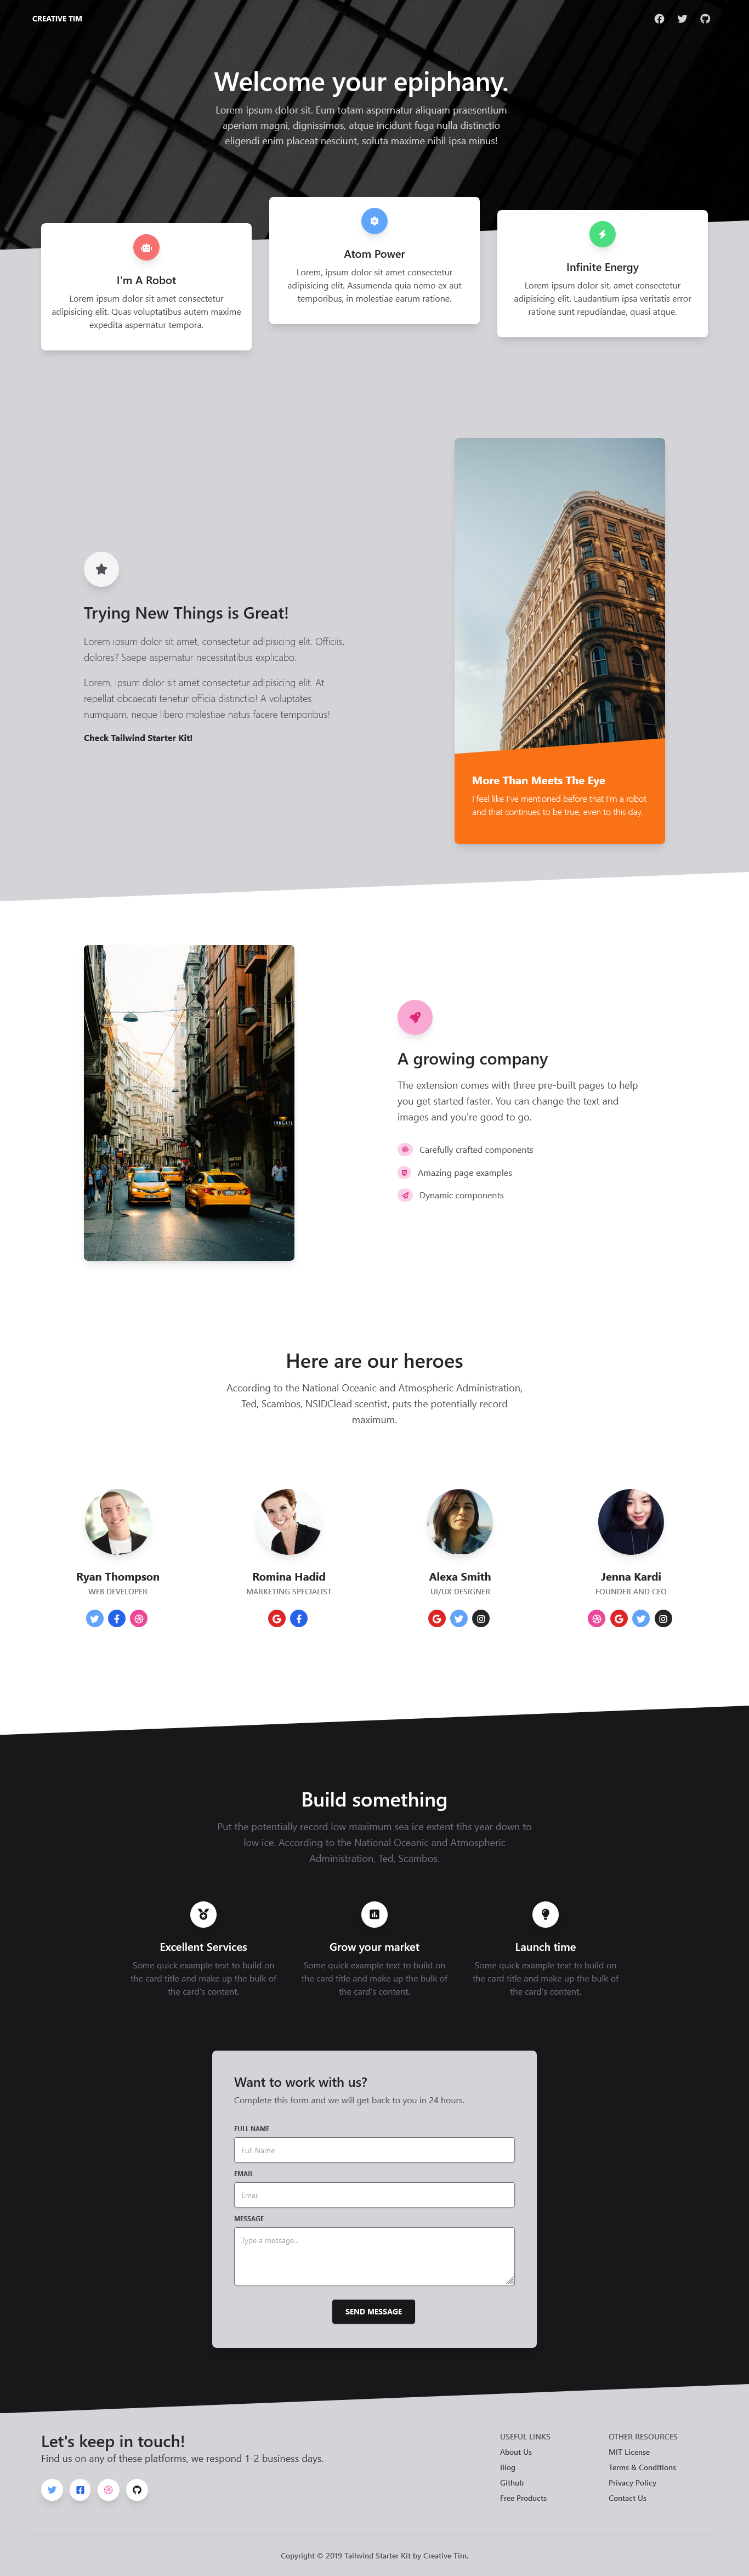 CREATIVE TIM
Welcome your epiphany.
Lorem ipsum dolor sit. Eum totam aspernatur aliquam praesentium
aperiam magni, dignissimos, atque incidunt fuga nulla distinctio
eligendi enim placeat nesciunt, soluta maxime nihil ipsa minus!
I'm A Robot
Lorem ipsum dolor sit amet consectetur
adipisicing elit. Quas voluptatibus autem maxime
expedita aspernatur tempora.
Atom Power
Lorem, ipsum dolor sit amet consectetur
adipisicing elit. Assumenda quia nemo ex aut
temporibus, in molestiae earum ratione.
Infinite Energy
Lorem ipsum dolor sit, amet consectetur
adipisicing elit. Laudantium ipsa veritatis error
ratione sunt repudiandae, quasi atque.
Trying New Things is Great!
Lorem ipsum dolor sit amet, consectetur adipisicing elit. Officiis,
dolores? Saepe aspernatur necessitatibus explicabo.
Lorem, ipsum dolor sit amet consectetur adipisicing elit. At
repellat obcaecati tenetur officia distinctio! A voluptates
numquam, neque libero molestiae natus facere temporibus!
Check Tailwind Starter Kit!
More Than Meets The Eye
I feel like I've mentioned before that I'm a robot
and that continues to be true, even to this day.
A growing company
The extension comes with three pre-built pages to help
you get started faster. You can change the text and
images and you're good to go.
Carefully crafted components
Amazing page examples
Dynamic components
Here are our heroes
According to the National Oceanic and Atmospheric Administration,
Ted, Scambos, NSIDClead scentist, puts the potentially record
maximum.
Ryan Thompson
WEB DEVELOPER
Romina Hadid
MARKETING SPECIALIST
Alexa Smith
UI/UX DESIGNER
Jenna Kardi
FOUNDER AND CEO
Build something
Put the potentially record low maximum sea ice extent tihs year down to
low ice. According to the National Oceanic and Atmospheric
Administration, Ted, Scambos.
Excellent Services
Some quick example text to build on
the card title and make up the bulk of
the card's content.
Grow your market
Some quick example text to build on
the card title and make up the bulk of
the card's content.
Launch time
Some quick example text to build on
the card title and make up the bulk of
the card's content.
Want to work with us?
Complete this form and we will get back to you in 24 hours.
FULL NAME
Full Name
EMAIL
Email
MESSAGE
Type a message...
SEND MESSAGE
Let's keep in touch!
Find us on any of these platforms, we respond 1-2 business days.
USEFUL LINKS
About Us
Blog
Github
Free Products
OTHER RESOURCES
MIT License
Terms & Conditions
Privacy Policy
Contact Us
Copyright © 2019 Tailwind Starter Kit by Creative Tim.